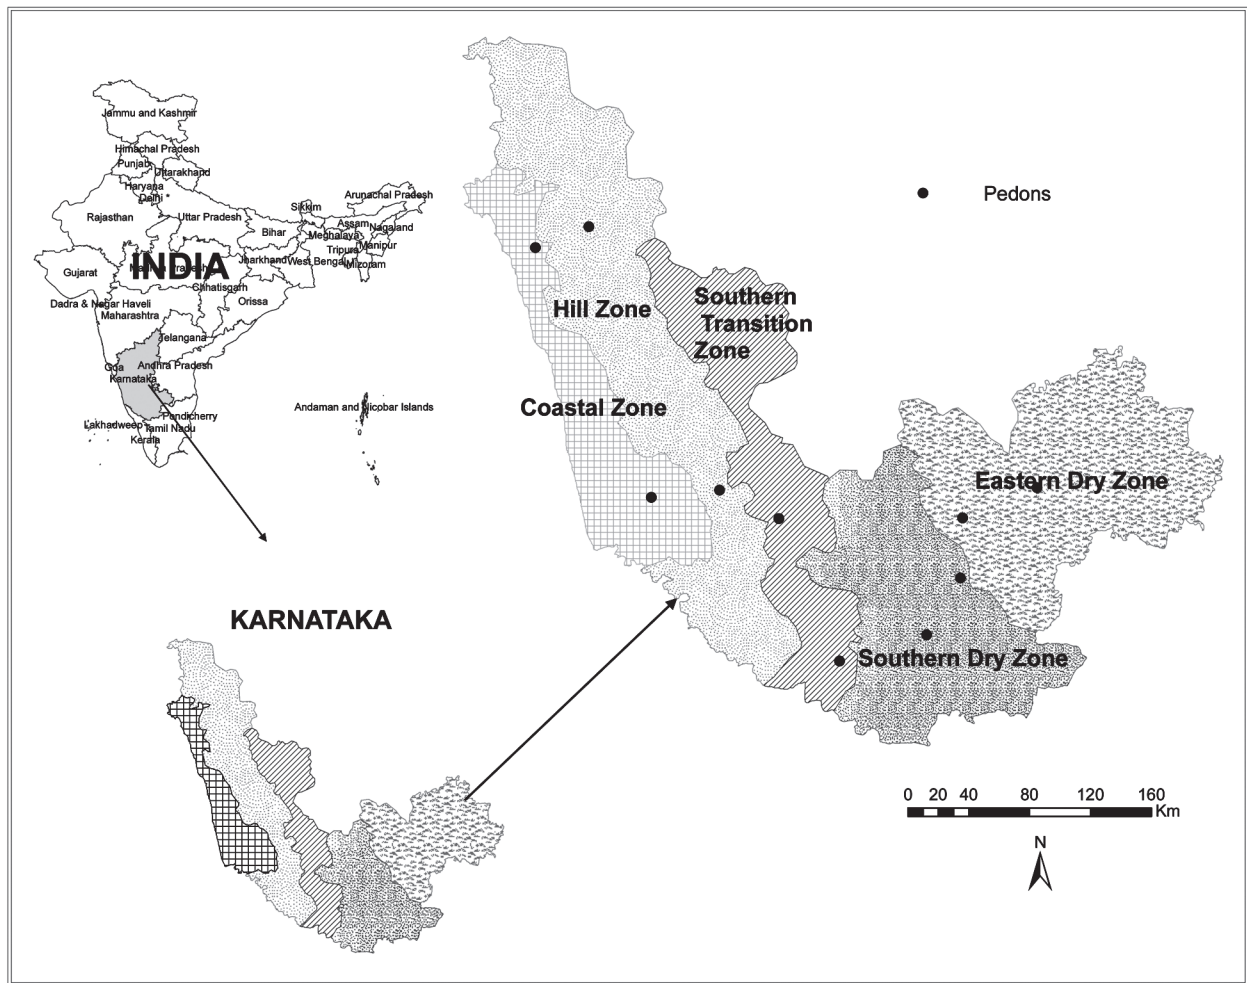 Jammu and Kashmir
Himachal Pradesh
Punjab
Uttarakhand
Haryana
Delhi
Arunachal Pradesh
Sikkim
Rajasthan
Uttar Pradesh
Assam
Nagaland
Bihar
Meghalaya
Manipur
Tripura
Jharkhand
West Bengal
Mizoram
INDIA
Gujarat
Chhatisgarh
Dadra & Nagar Haveli
Orissa
Maharashtra
Telangana
Goa
Andhra Pradesh
Karnataka
Andaman and Nicobar Islands
Pondicherry
Lakhadweep
Tamil Nadu
Kerala
KARNATAKA
Pedons
Hill Zone
Southern
Transition
Zone
Coastal Zone
Eastern Dry Zone
Southern Dry Zone
0 20 40 80 120 160
Km
N